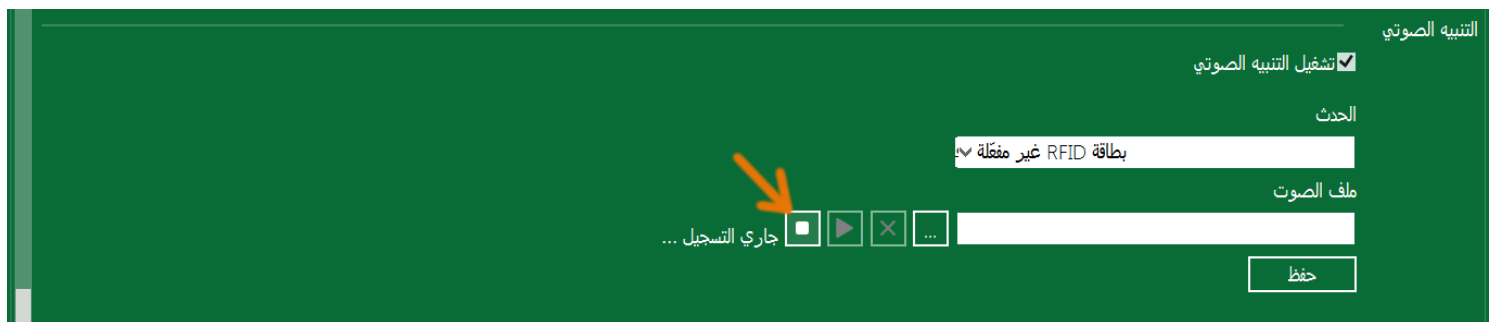 التنبيه الصوتي
تشغيل التنبيه الصوتي
الحدث
بطاقة RFID غير مفعّلة
ملف الصوت
... جاري التسجيل ...
حفظ